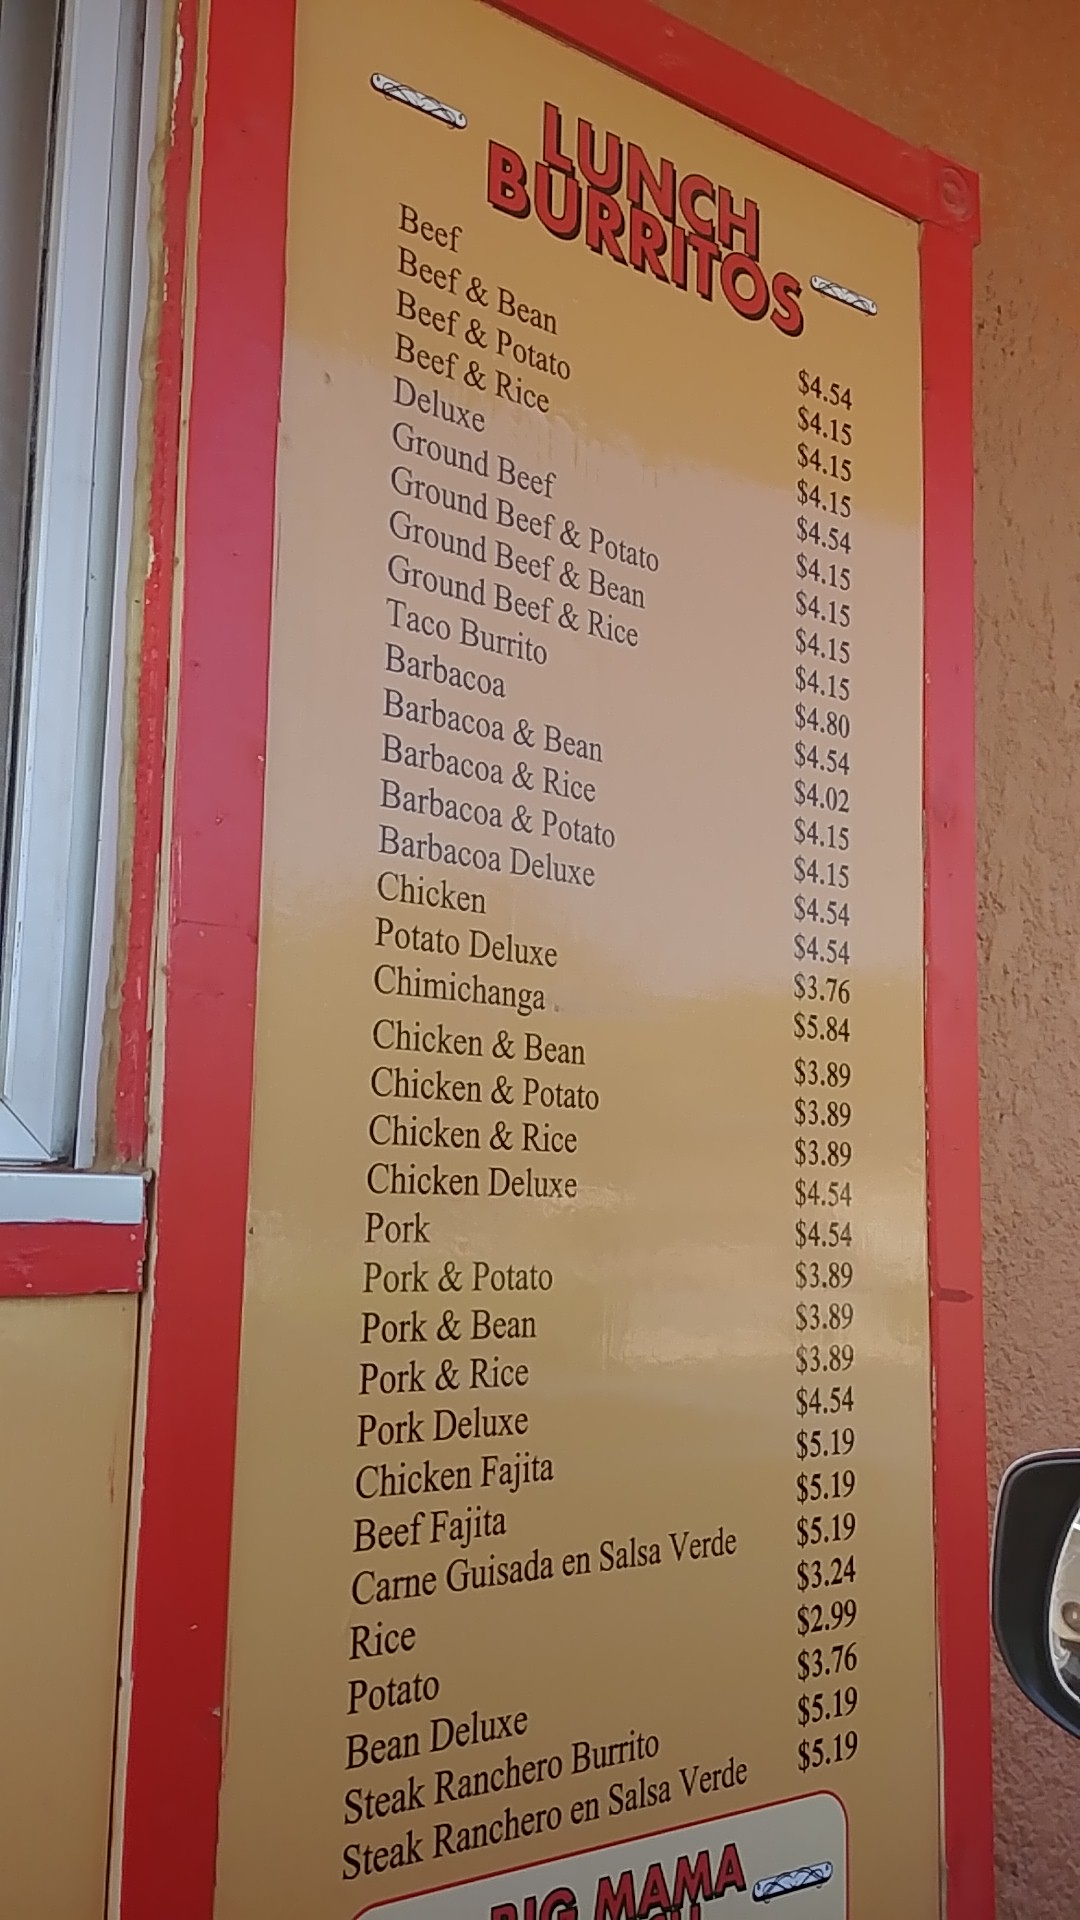 LUNCH
BURRITOS
Beef $4.54
Beef & Bean $4.15
Beef & Potato $4.15
Beef & Rice $4.15
Deluxe $4.54
Ground Beef $4.15
Ground Beef & Potato $4.15
Ground Beef & Bean $4.15
Ground Beef & Rice $4.15
Taco Burrito $4.80
Barbacoa $4.54
Barbacoa & Bean $4.02
Barbacoa & Rice $4.15
Barbacoa & Potato $4.15
Barbacoa Deluxe $4.54
Chicken $4.54
Potato Deluxe $3.76
Chimichanga $5.84
Chicken & Bean $3.89
Chicken & Potato $3.89
Chicken & Rice $3.89
Chicken Deluxe $4.54
Pork $4.54
Pork & Potato $3.89
Pork & Bean $3.89
Pork & Rice $3.89
Pork Deluxe $4.54
Chicken Fajita $5.19
Beef Fajita $5.19
Carne Guisada en Salsa Verde $5.19
Rice $3.24
Potato $2.99
Bean Deluxe $3.76
Steak Ranchero Burrito $5.19
Steak Ranchero en Salsa Verde $5.19
BIG MAMA